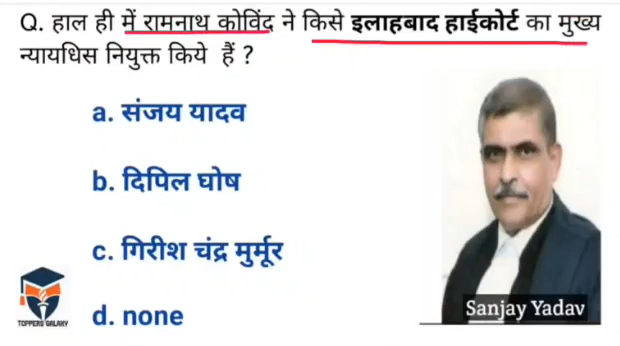 Q. हाल ही में रामनाथ कोविंद ने किसे इलाहबाद हाईकोर्ट का मुख्य
न्यायधिस नियुक्त किये हैं ?
a. संजय यादव
b. दिपिल घोष
c. गिरीश चंद्र मुर्मूर
d. none
Sanjay Yadav
TOPPERS GALAXY